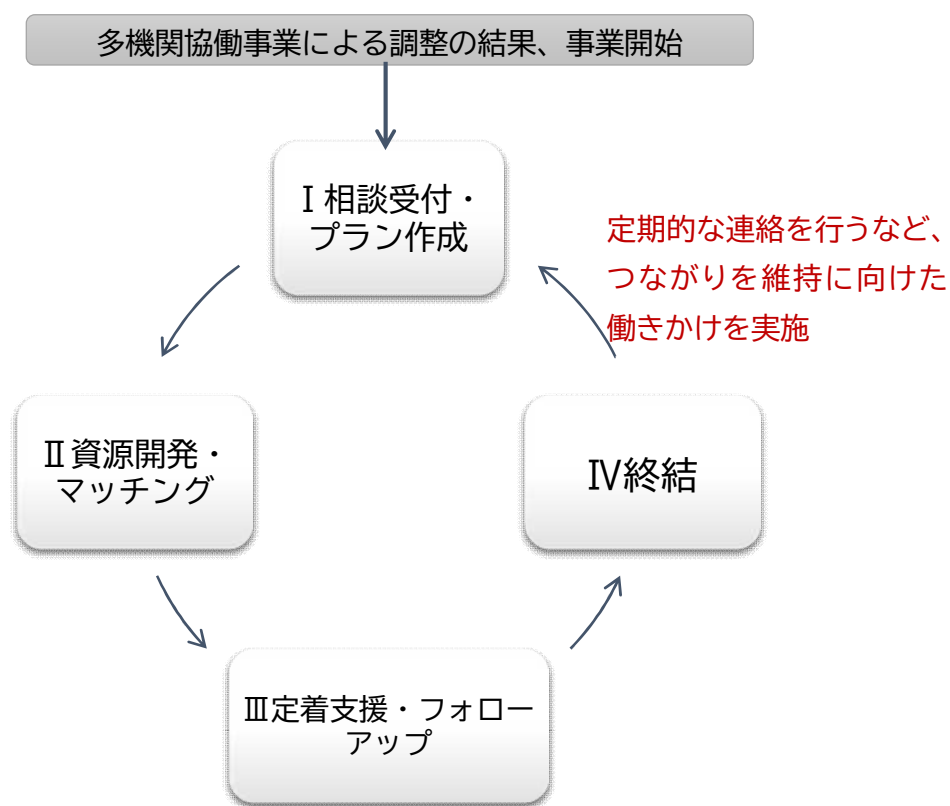 多機関協働事業による調整の結果、事業開始
Ⅰ相談受付・
プラン作成
定期的な連絡を行うなど、
つながりを維持に向けた
働きかけを実施
Ⅱ資源開発・
マッチング
Ⅳ終結
Ⅲ定着支援・フォロー
アップ